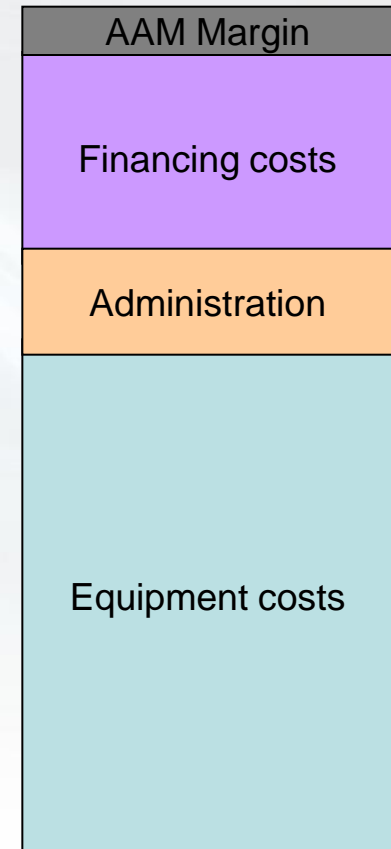 AAM Margin
Financing costs
Administration
Equipment costs